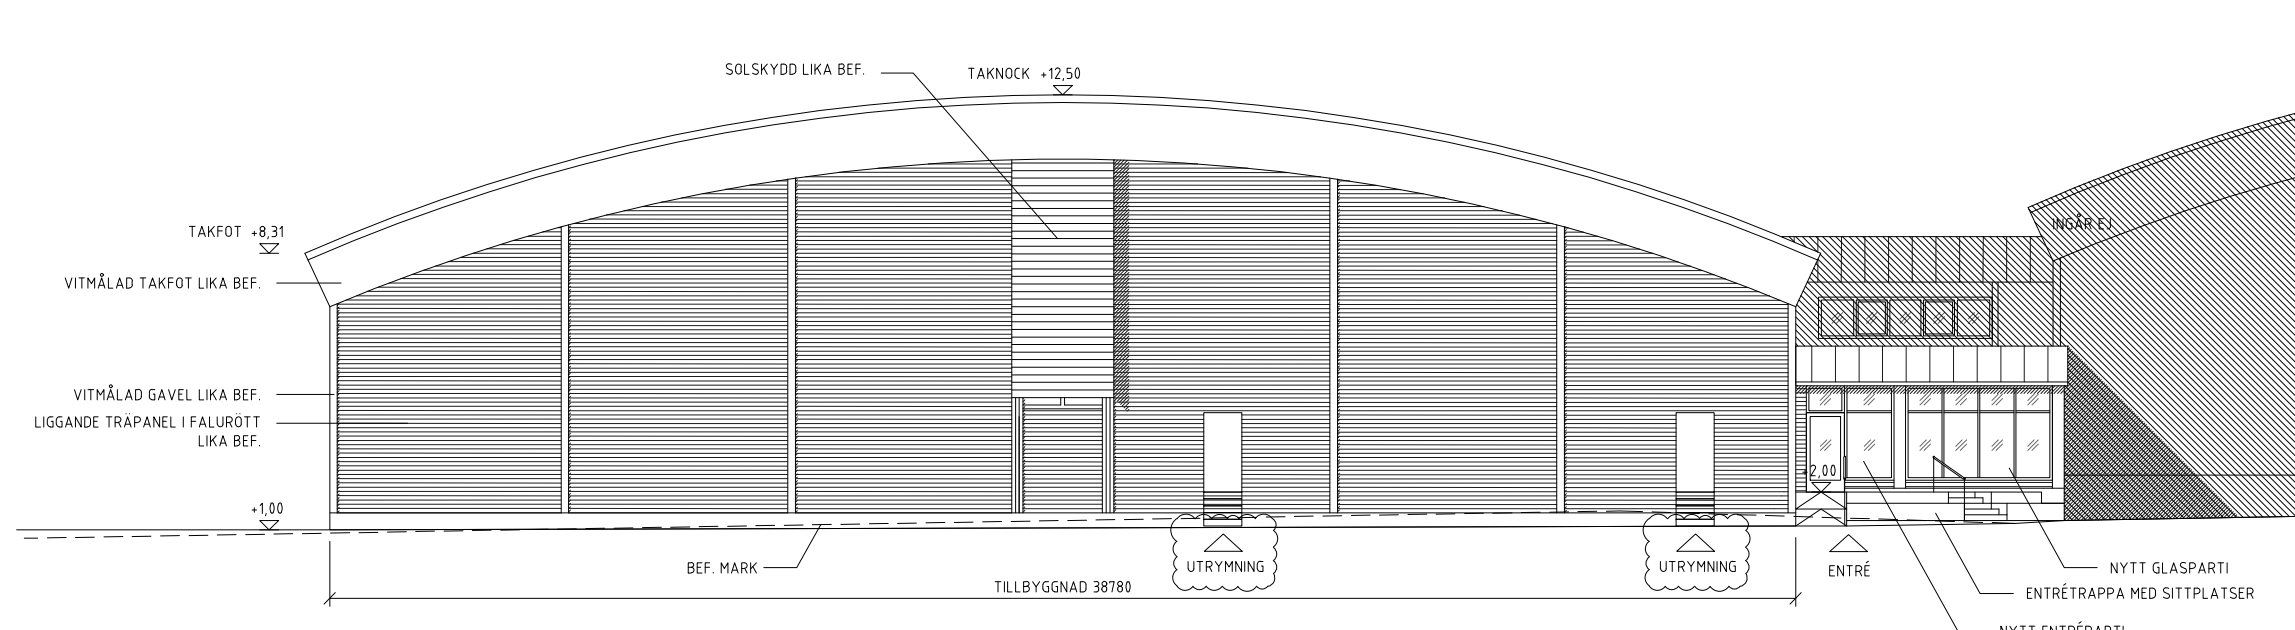 SOLSKYDD LIKA BEF.
TAKNOCK +12,50
TAKFOT +8,31
INGÅR EJ
VITMÅLAD TAKFOT LIKA BEF.
VITMÅLAD GAVEL LIKA BEF.
LIGGANDE TRÄPANEL I FALURÖTT
LIKA BEF.
+2,00
+1,00
BEF. MARK
UTRYMNING
UTRYMNING
ENTRÉ
NYTT GLASPARTI
TILLBYGGNAD 38780
ENTRÉTRAPPA MED SITTPLATSER
NYTT ENTRÉPARTI